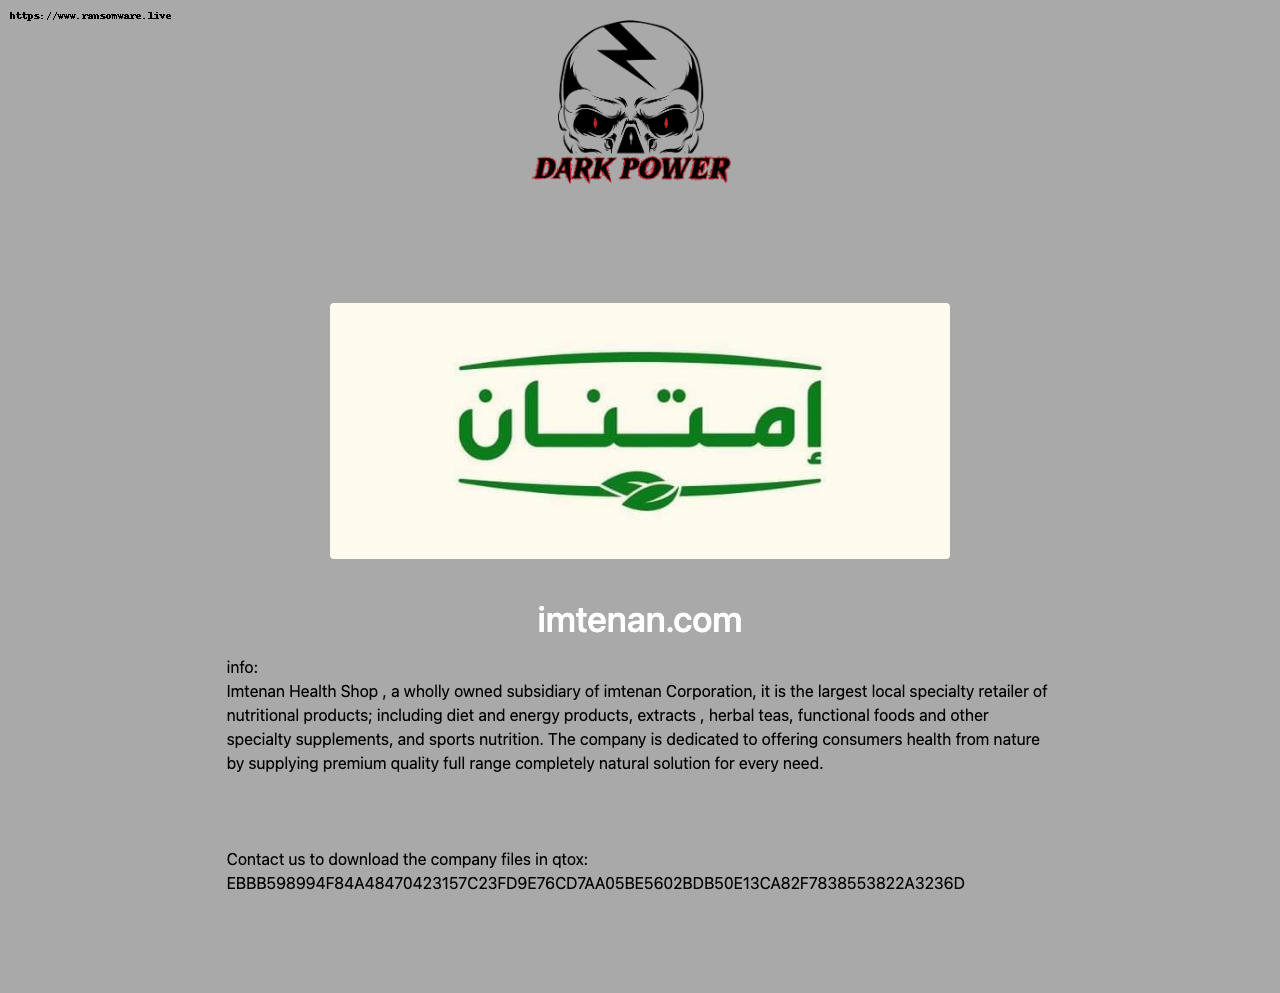 https://www.ransomware.live
DARK POWER
إمتنان
imtenan.com
info:
Imtenan Health Shop , a wholly owned subsidiary of imtenan Corporation, it is the largest local specialty retailer of
nutritional products; including diet and energy products, extracts , herbal teas, functional foods and other
specialty supplements, and sports nutrition. The company is dedicated to offering consumers health from nature
by supplying premium quality full range completely natural solution for every need.
Contact us to download the company files in qtox:
EBBB598994F84A48470423157C23FD9E76CD7AA05BE5602BDB50E13CA82F7838553822A3236D